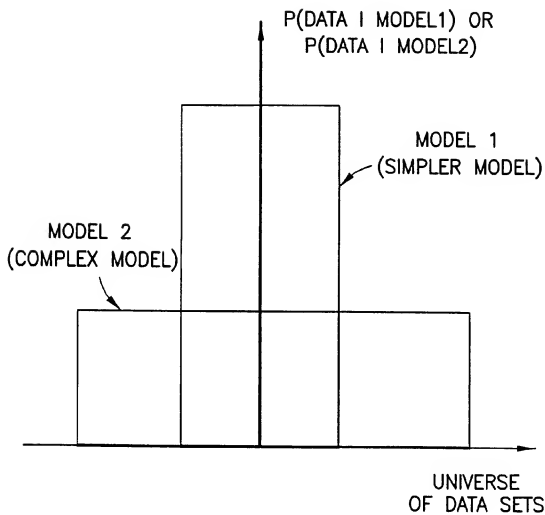 P(DATA I MODEL1) OR
P(DATA I MODEL2)
MODEL 1
(SIMPLER MODEL)
MODEL 2
(COMPLEX MODEL)
UNIVERSE
OF DATA SETS